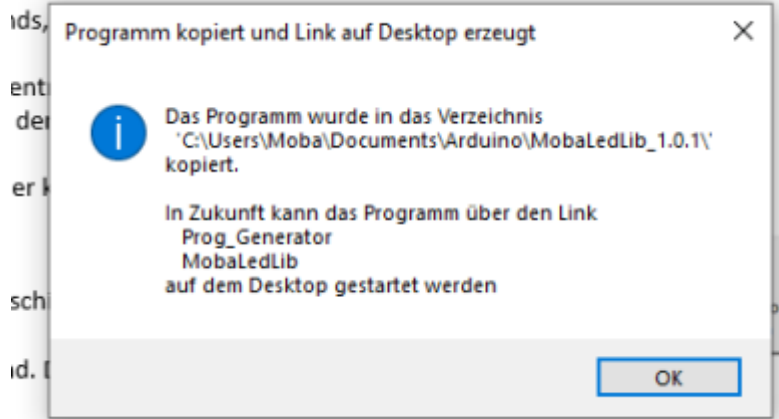 Programm kopiert und Link auf Desktop erzeugt
Das Programm wurde in das Verzeichnis
'C:\Users\Moba\Documents\Arduino\MobaLedLib_1.0.1\'
kopiert.
In Zukunft kann das Programm über den Link
Prog_Generator
MobaLedLib
auf dem Desktop gestartet werden
OK